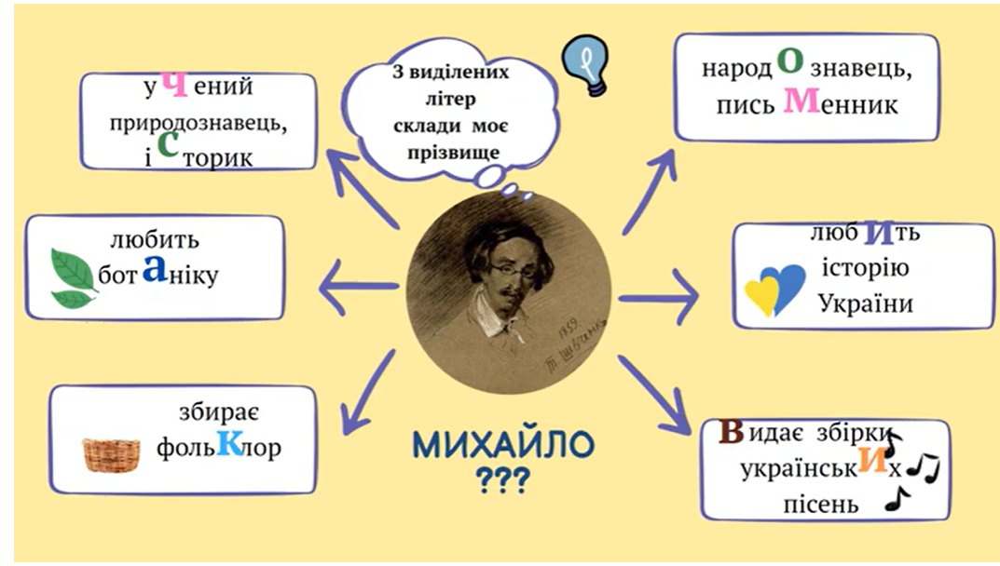 учений
природознавець,
історик
З виділених
літер
склади моє
прізвище
народознавець,
письменник
любить
ботаніку
любить
історію
України
збирає
фольклор
МИХАЙЛО
???
1859.
Т. Шевченко
Видає збірки
українських
пісень